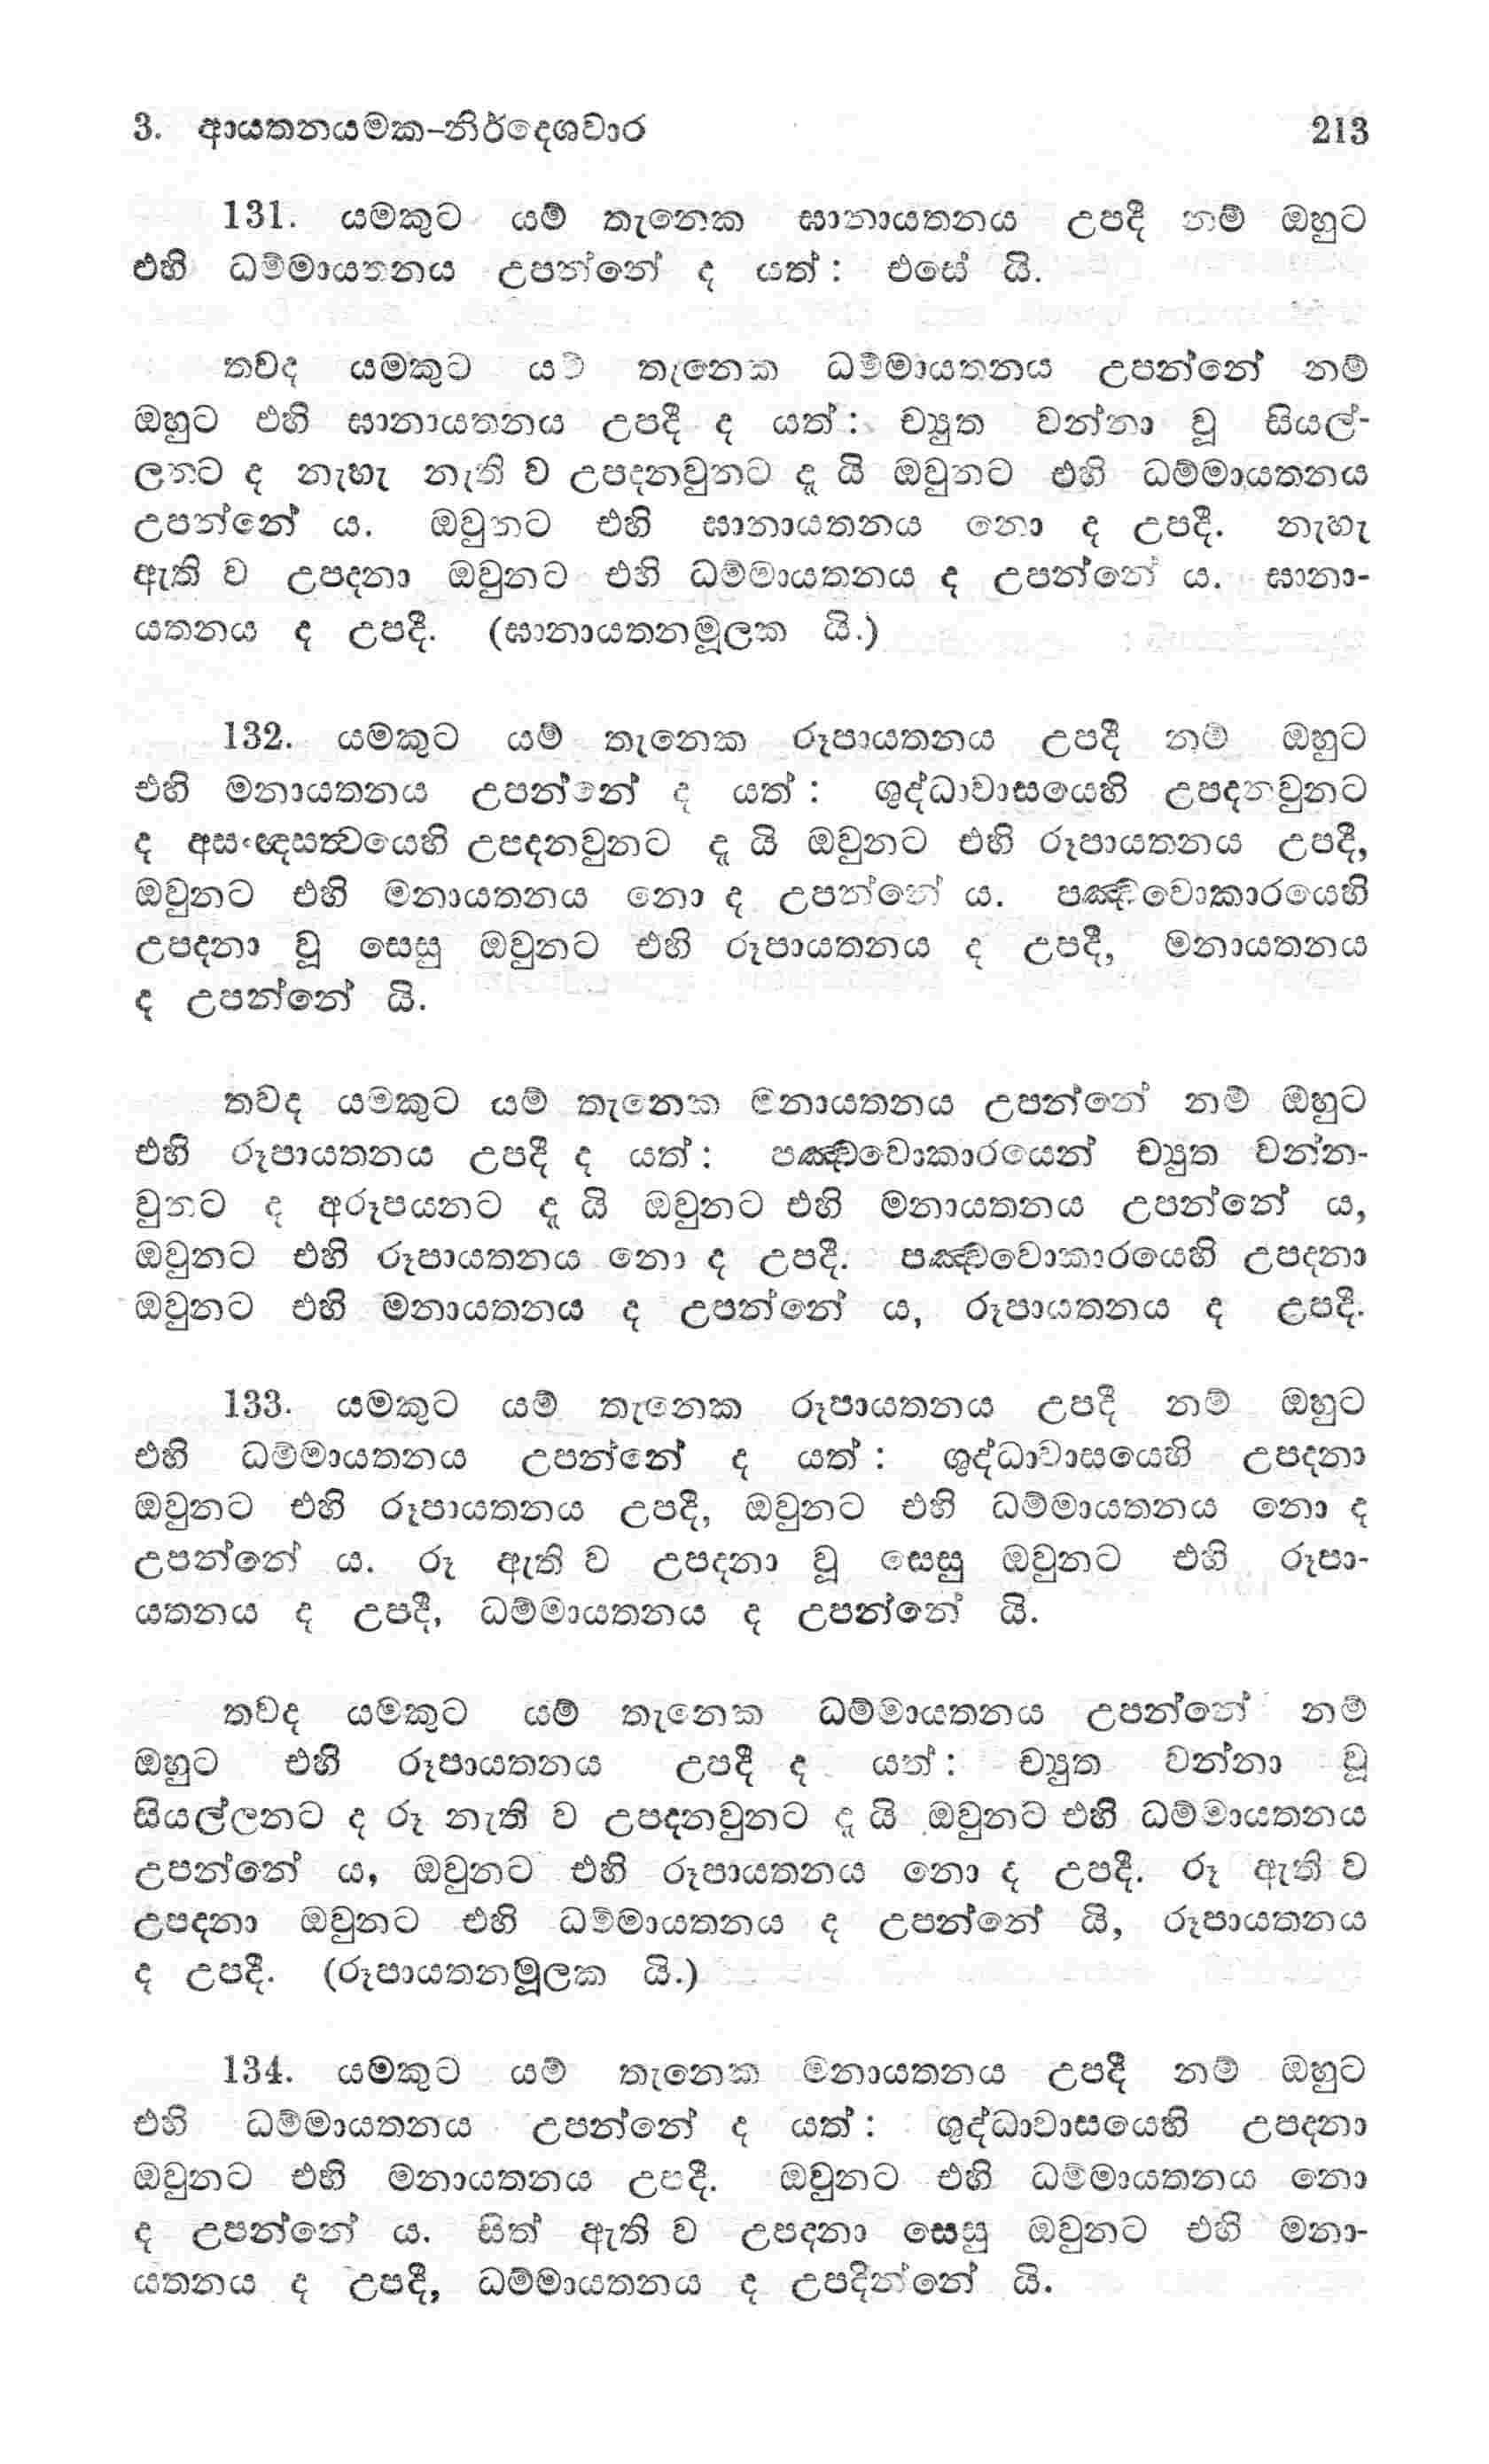 3. ආයතනයමක-නිර්දෙශවාර 213
131. යමකුට යම් තැනෙක ඝානායතනය උපදී නම් ඔහුට
එහි ධම්මායතනය උපන්නේ ද යත් : එසේ යි.
තවද යමකුට යම් තැනෙක ධම්මායතනය උපන්නේ නම්
ඔහුට එහි ඝානායතනය උපදී ද යත් : ච්‍යුත වන්නා වූ සියල්-
ලනට ද නැහැ නැති ව උපදනවුනට දු යි ඔවුනට එහි ධම්මායතනය
උපන්නේ ය. ඔවුනට එහි ඝානායතනය නො ද උපදී. නැහැ
ඇති ව උපදනා ඔවුනට එහි ධම්මායතනය ද උපන්නේ ය. ඝානා-
යතනය ද උපදී. (ඝානායතනමූලක යි.)
132. යමකුට යම් තැනෙක රූපායතනය උපදී නම් ඔහුට
එහි මනායතනය උපන්නේ ද යත් : ශුද්ධාවාසයෙහි උපදනවුනට
ද අසංඥසත්‍වයෙහි උපදනවුනට දු යි ඔවුනට එහි රූපායතනය උපදී,
ඔවුනට එහි මනායතනය නො ද උපන්නේ ය. පඤ්චවොකාරයෙහි
උපදනා වූ සෙසු ඔවුනට එහි රූපායතනය ද උපදී, මනායතනය
ද උපන්නේ යි.
තවද යමකුට යම් තැනෙක මනායතනය උපන්නේ නම් ඔහුට
එහි රූපායතනය උපදී ද යත් : පඤ්චවොකාරයෙන් ච්‍යුත වන්න-
වුනට ද අරූපයනට දු යි ඔවුනට එහි මනායතනය උපන්නේ ය,
ඔවුනට එහි රූපායතනය නො ද උපදී. පඤ්චවොකාරයෙහි උපදනා
ඔවුනට එහි මනායතනය ද උපන්නේ ය, රූපායතනය ද උපදී.
133. යමකුට යම් තැනෙක රූපායතනය උපදී නම් ඔහුට
එහි ධම්මායතනය උපන්නේ ද යත් : ශුද්ධාවාසයෙහි උපදනා
ඔවුනට එහි රූපායතනය උපදී, ඔවුනට එහි ධම්මායතනය නො ද
උපන්නේ ය. රූ ඇති ව උපදනා වූ සෙසු ඔවුනට එහි රූපා-
යතනය ද උපදී, ධම්මායතනය ද උපන්නේ යි.
තවද යමකුට යම් තැනෙක ධම්මායතනය උපන්නේ නම්
ඔහුට එහි රූපායතනය උපදී ද යත් : ච්‍යුත වන්නා වූ
සියල්ලනට ද රූ නැති ව උපදනවුනට දු යි ඔවුනට එහි ධම්මායතනය
උපන්නේ ය, ඔවුනට එහි රූපායතනය නො ද උපදී. රූ ඇති ව
උපදනා ඔවුනට එහි ධම්මායතනය ද උපන්නේ යි, රූපායතනය
ද උපදී. (රූපායතනමූලක යි.)
134. යමකුට යම් තැනෙක මනායතනය උපදී නම් ඔහුට
එහි ධම්මායතනය උපන්නේ ද යත් : ශුද්ධාවාසයෙහි උපදනා
ඔවුනට එහි මනායතනය උපදී. ඔවුනට එහි ධම්මායතනය නො
ද උපන්නේ ය. සිත් ඇති ව උපදනා සෙසු ඔවුනට එහි මනා-
යතනය ද උපදී, ධම්මායතනය ද උපදින්නේ යි.